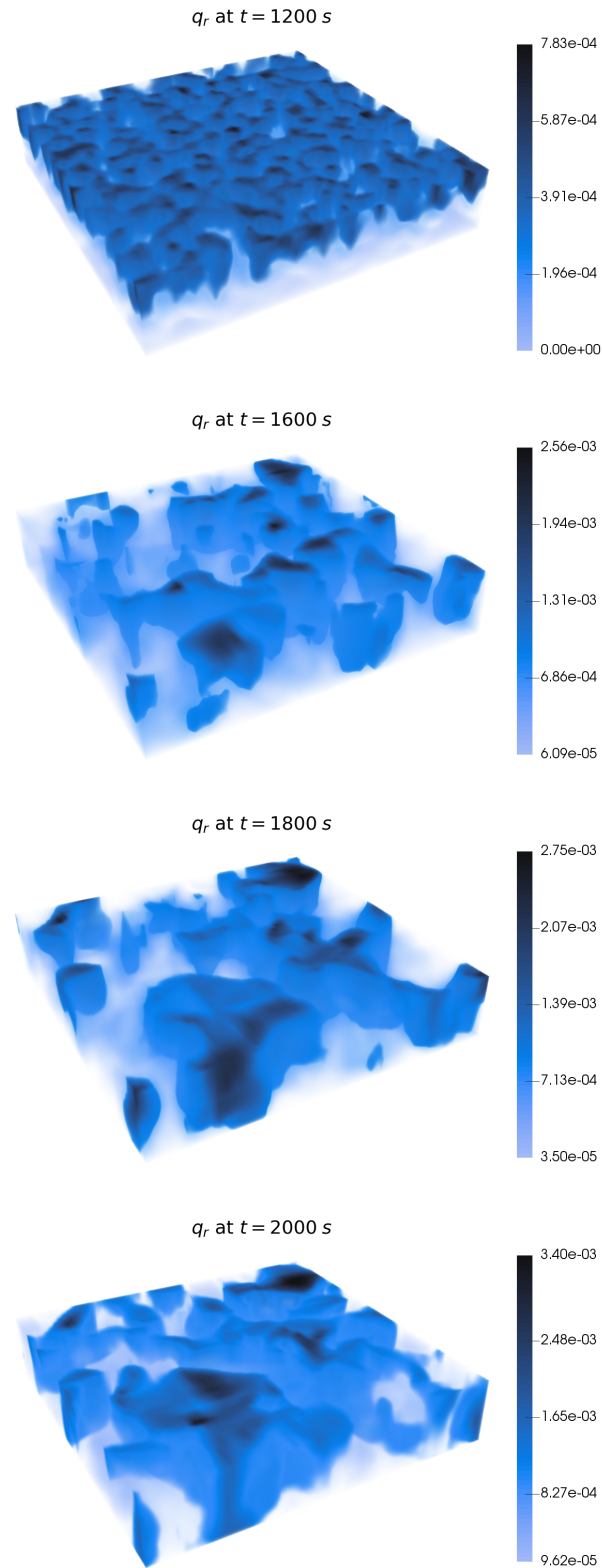 q_r at t = 1200 s
7.83e-04
5.87e-04
3.91e-04
1.96e-04
0.00e+00
q_r at t = 1600 s
2.56e-03
1.94e-03
1.31e-03
6.86e-04
6.09e-05
q_r at t = 1800 s
2.75e-03
2.07e-03
1.39e-03
7.13e-04
3.50e-05
q_r at t = 2000 s
3.40e-03
2.48e-03
1.65e-03
8.27e-04
9.62e-05